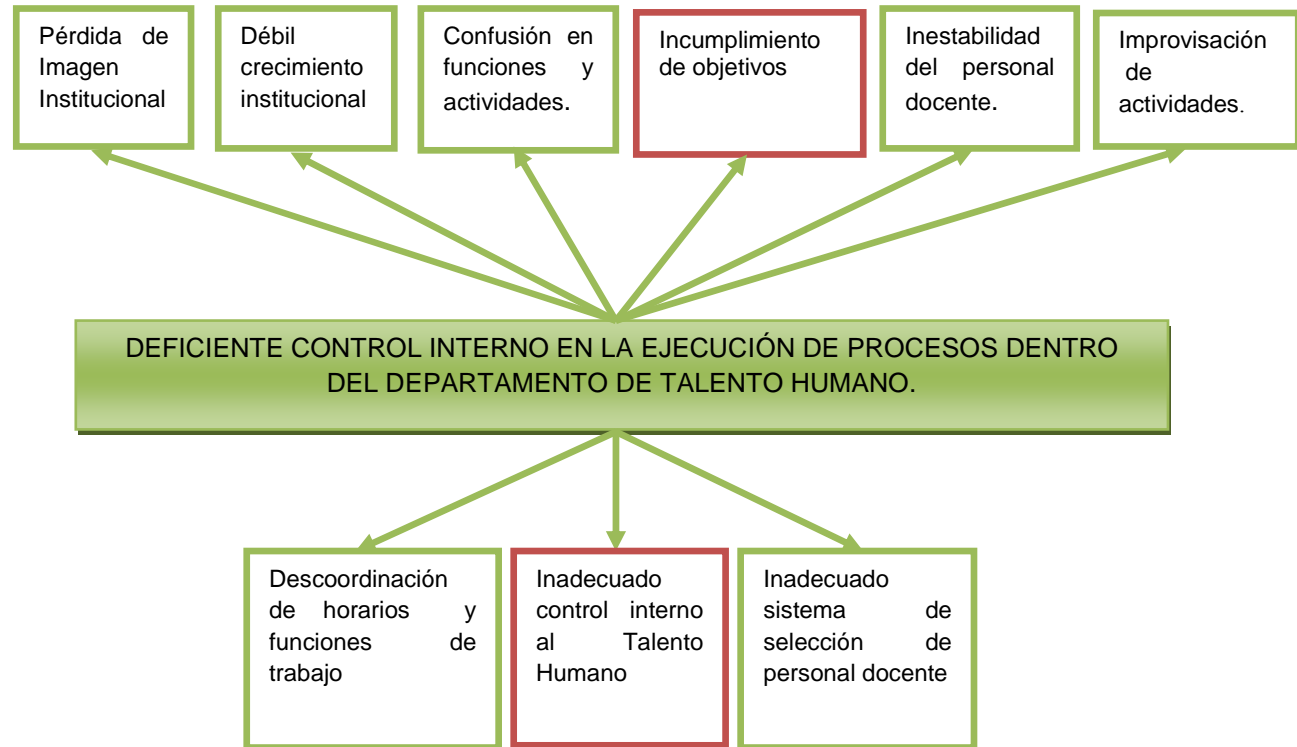 Pérdida de
Imagen
Institucional
Débil
crecimiento
institucional
Confusión en
funciones y
actividades.
Incumplimiento
de objetivos
Inestabilidad
del personal
docente.
Improvisación
de
actividades.
DEFICIENTE CONTROL INTERNO EN LA EJECUCIÓN DE PROCESOS DENTRO
DEL DEPARTAMENTO DE TALENTO HUMANO.
Descoordinación
de horarios y
funciones de
trabajo
Inadecuado
control interno
al Talento
Humano
Inadecuado
sistema de
selección de
personal docente